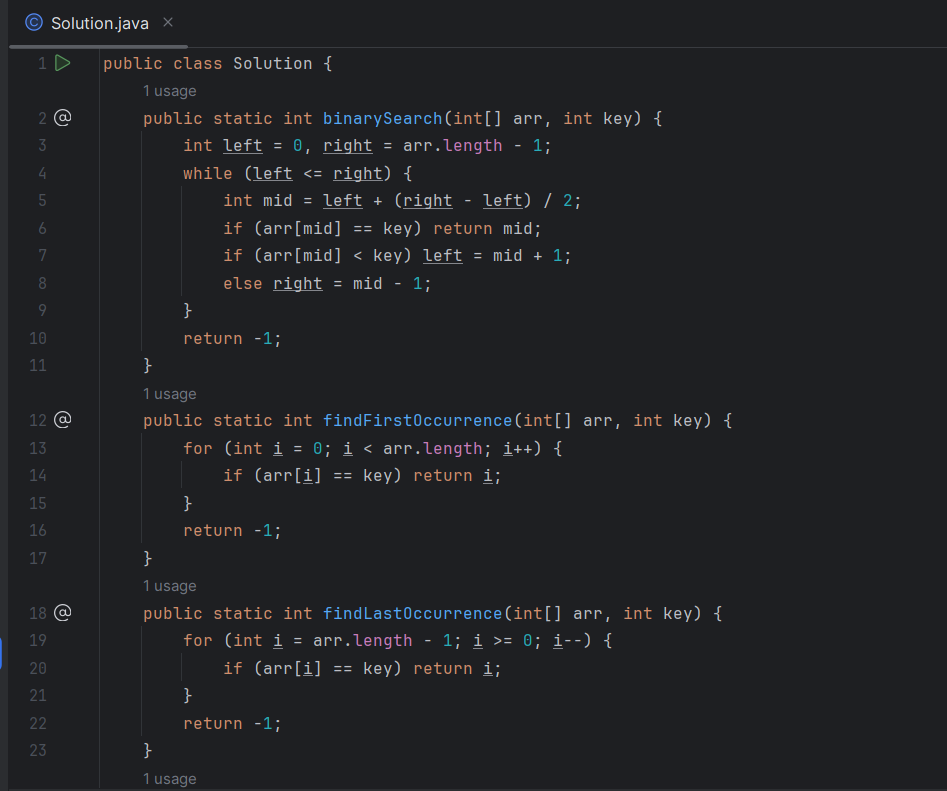 Solution.java
1 public class Solution {
1 usage
2 @ public static int binarySearch(int[] arr, int key) {
3 int left = 0, right = arr.length - 1;
4 while (left <= right) {
5 int mid = left + (right - left) / 2;
6 if (arr[mid] == key) return mid;
7 if (arr[mid] < key) left = mid + 1;
8 else right = mid - 1;
9 }
10 return -1;
11 }
1 usage
12 @ public static int findFirstOccurrence(int[] arr, int key) {
13 for (int i = 0; i < arr.length; i++) {
14 if (arr[i] == key) return i;
15 }
16 return -1;
17 }
1 usage
18 @ public static int findLastOccurrence(int[] arr, int key) {
19 for (int i = arr.length - 1; i >= 0; i--) {
20 if (arr[i] == key) return i;
21 }
22 return -1;
23 }
1 usage